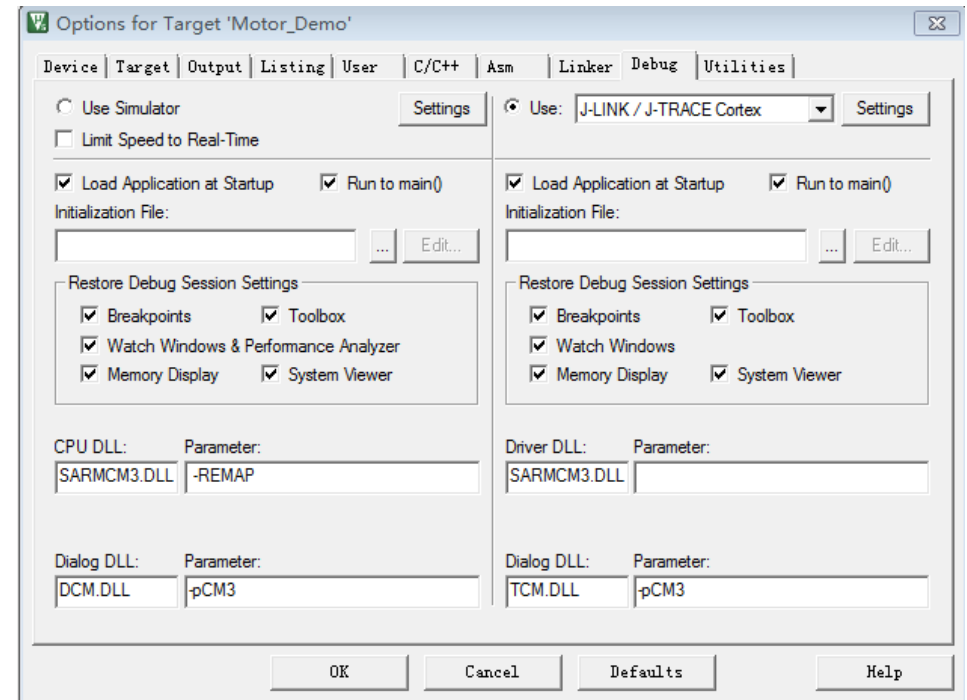 Options for Target 'Motor_Demo'
Device Target Output Listing User C/C++ Asm Linker Debug Utilities
Use Simulator Settings
Limit Speed to Real-Time
Use: J-LINK / J-TRACE Cortex Settings
Load Application at Startup Run to main()
Initialization File:
... Edit...
Restore Debug Session Settings
Breakpoints Toolbox
Watch Windows & Performance Analyzer
Memory Display System Viewer
CPU DLL: Parameter:
SARMCM3.DLL -REMAP
Dialog DLL: Parameter:
DCM.DLL -pCM3
Load Application at Startup Run to main()
Initialization File:
... Edit...
Restore Debug Session Settings
Breakpoints Toolbox
Watch Windows
Memory Display System Viewer
Driver DLL: Parameter:
SARMCM3.DLL
Dialog DLL: Parameter:
TCM.DLL -pCM3
OK Cancel Defaults Help